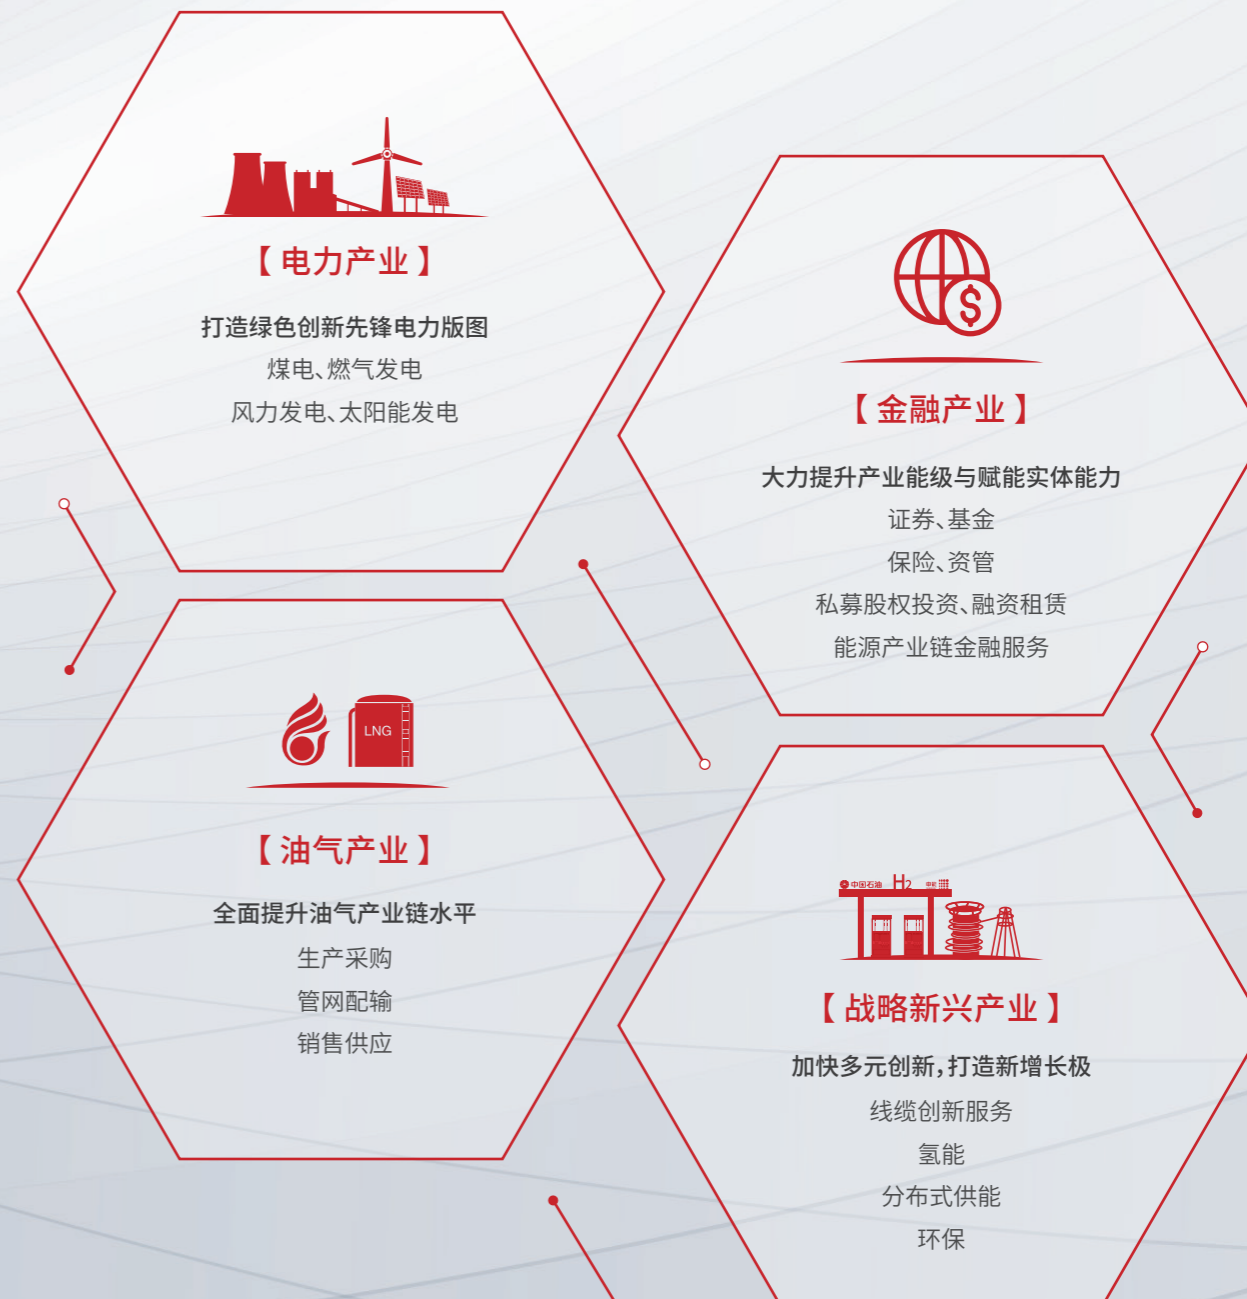 【 电力产业 】
打造绿色创新先锋电力版图
煤电、燃气发电
风力发电、太阳能发电
【 金融产业 】
大力提升产业能级与赋能实体能力
证券、基金
保险、资管
私募股权投资、融资租赁
能源产业链金融服务
LNG
【 油气产业 】
全面提升油气产业链水平
生产采购
管网配输
销售供应
中国石油 H2
【 战略新兴产业 】
加快多元创新,打造新增长极
线缆创新服务
氢能
分布式供能
环保